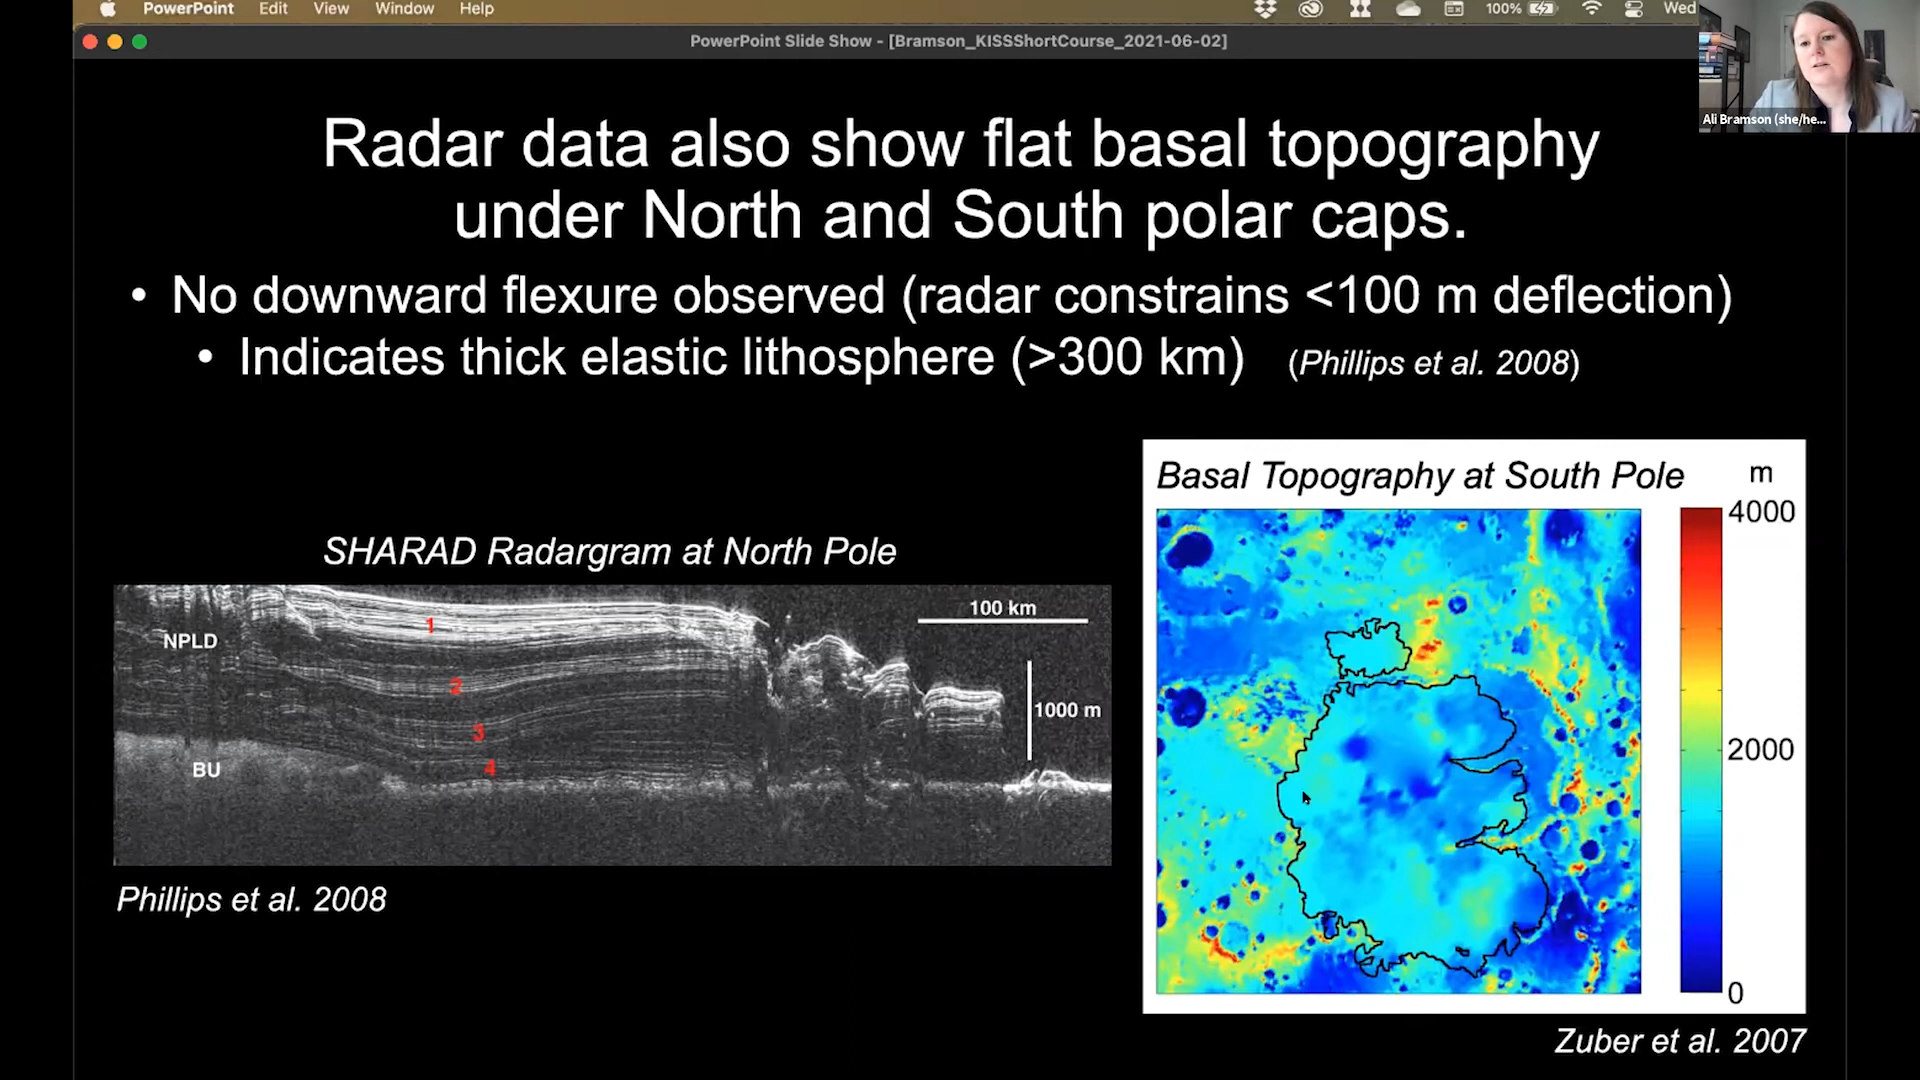 PowerPoint Edit View Window Help 100% Wed
PowerPoint Slide Show - [Bramson_KISSShortCourse_2021-06-02]
Ali Bramson (she/he...
Radar data also show flat basal topography
under North and South polar caps.
• No downward flexure observed (radar constrains <100 m deflection)
• Indicates thick elastic lithosphere (>300 km) (Phillips et al. 2008)
SHARAD Radargram at North Pole
100 km
NPLD
1
2
3
4
BU
1000 m
Phillips et al. 2008
Basal Topography at South Pole m
4000
2000
0
Zuber et al. 2007